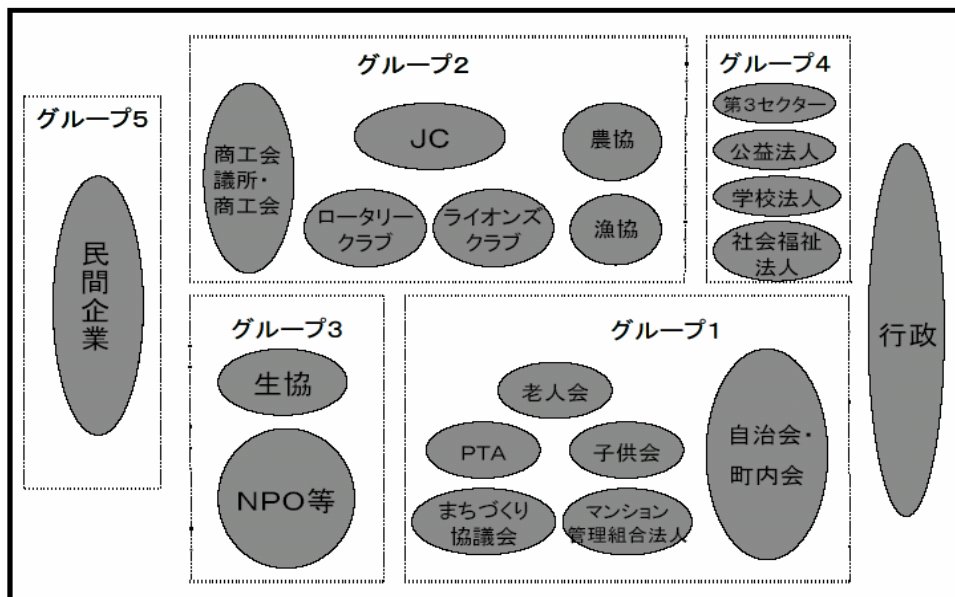 グループ5
民間企業
グループ2
商工会
議所・
商工会
JC
農協
ロータリー
クラブ
ライオンズ
クラブ
漁協
グループ4
第3セクター
公益法人
学校法人
社会福祉
法人
グループ3
生協
NPO等
グループ1
老人会
PTA
子供会
まちづくり
協議会
マンション
管理組合法人
自治会・
町内会
行政